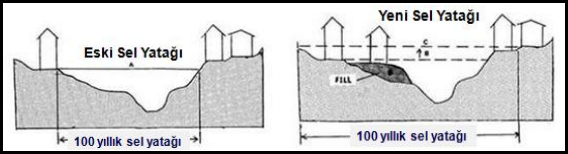 Eski Sel Yatağı
A
100 yıllık sel yatağı
Yeni Sel Yatağı
C
B
FILL
100 yıllık sel yatağı